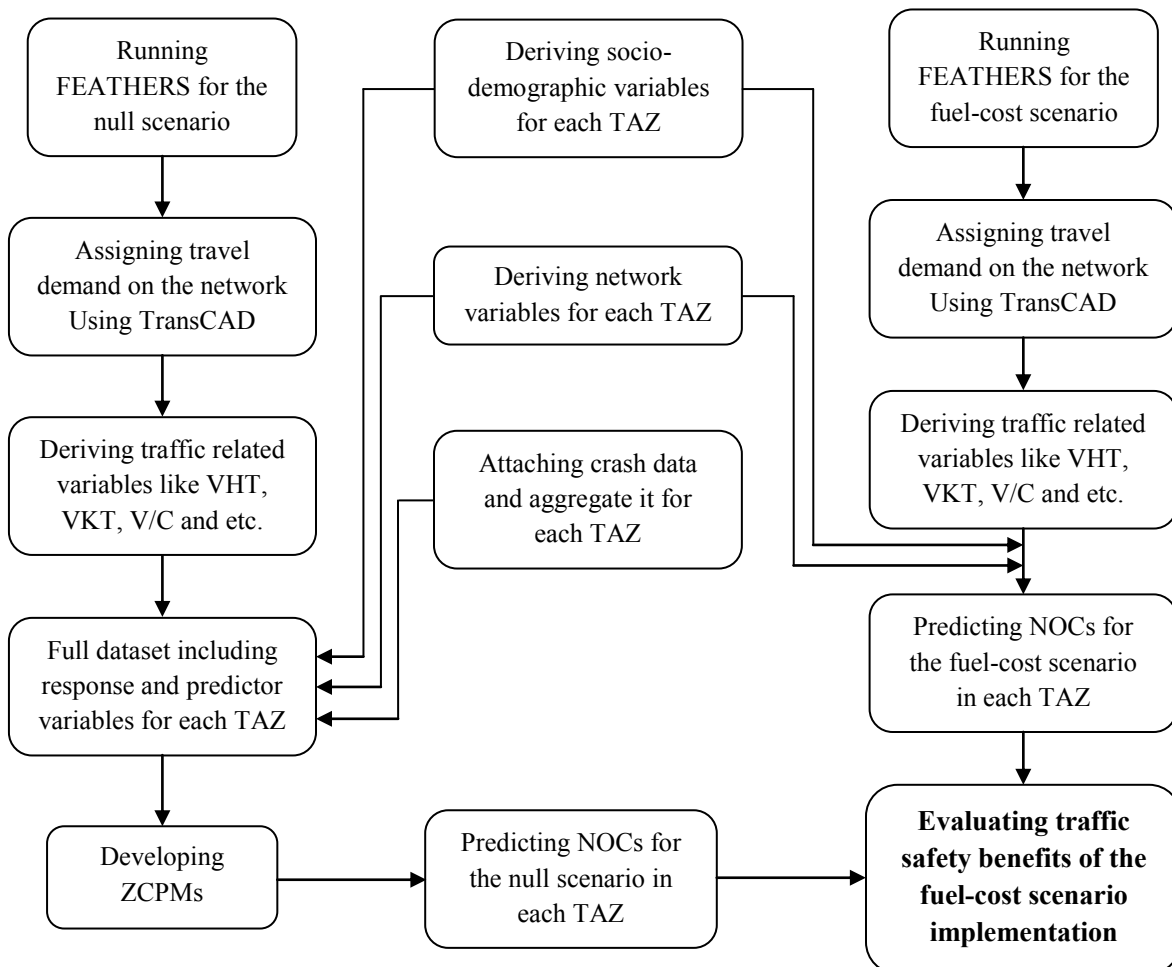 Running
FEATHERS for the
null scenario
Deriving socio-
demographic variables
for each TAZ
Running
FEATHERS for the
fuel-cost scenario
Assigning travel
demand on the network
Using TransCAD
Deriving network
variables for each TAZ
Assigning travel
demand on the network
Using TransCAD
Deriving traffic related
variables like VHT,
VKT, V/C and etc.
Attaching crash data
and aggregate it for
each TAZ
Deriving traffic related
variables like VHT,
VKT, V/C and etc.
Full dataset including
response and predictor
variables for each TAZ
Predicting NOCs for
the fuel-cost scenario
in each TAZ
Developing
ZCPMs
Predicting NOCs for
the null scenario in
each TAZ
Evaluating traffic
safety benefits of the
fuel-cost scenario
implementation